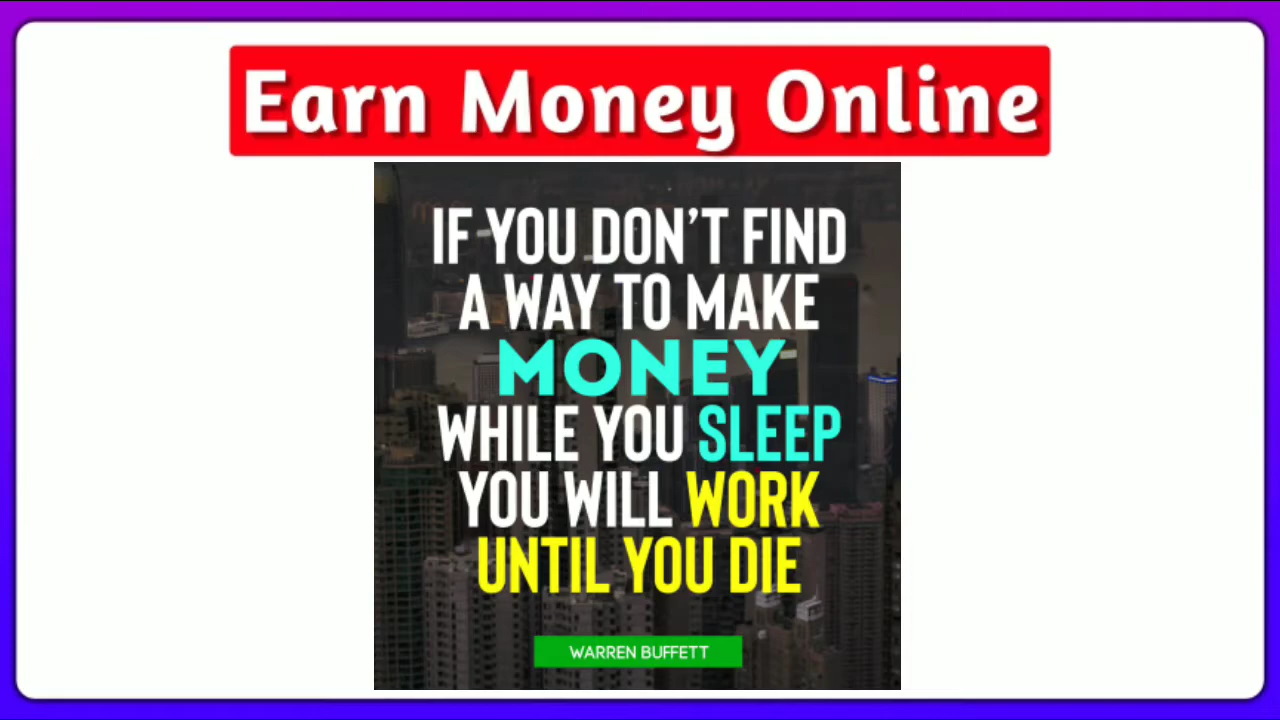 Earn Money Online
IF YOU DON'T FIND
A WAY TO MAKE
MONEY
WHILE YOU SLEEP
YOU WILL WORK
UNTIL YOU DIE
WARREN BUFFETT